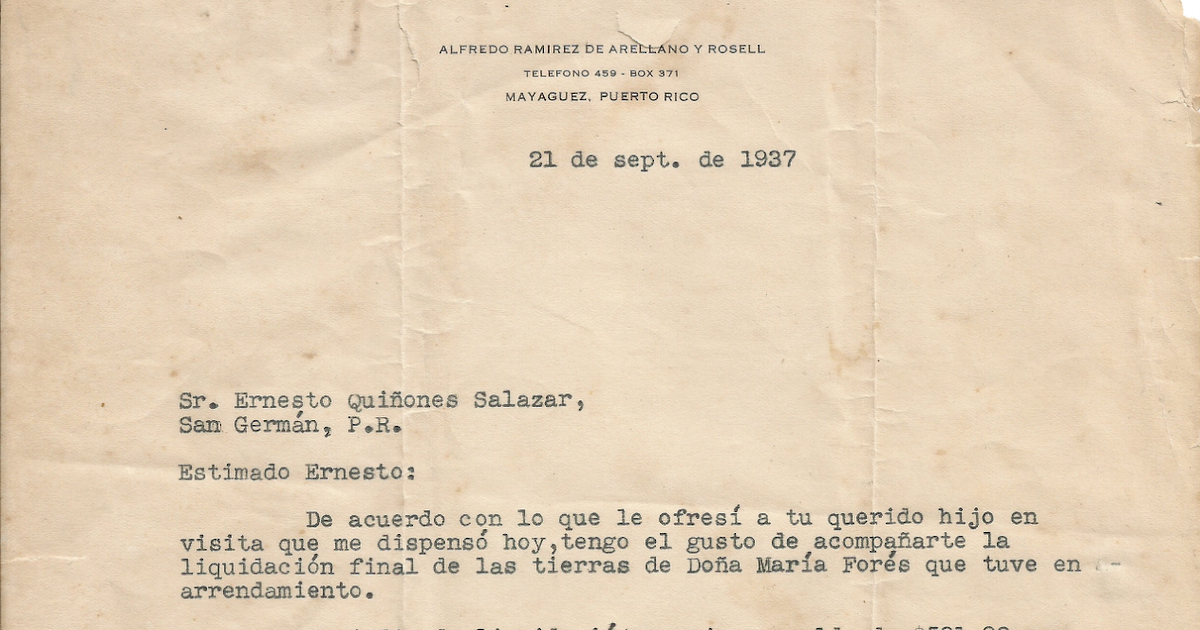 ALFREDO RAMIREZ DE ARELLANO Y ROSELL
TELEFONO 459 - BOX 371
MAYAGUEZ, PUERTO RICO
21 de sept. de 1937
Sr. Ernesto Quiñones Salazar,
San Germán, P.R.
Estimado Ernesto:
De acuerdo con lo que le ofresí a tu querido hijo en
visita que me dispensó hoy,tengo el gusto de acompañarte la
liquidación final de las tierras de Doña María Forés que tuve en
arrendamiento.